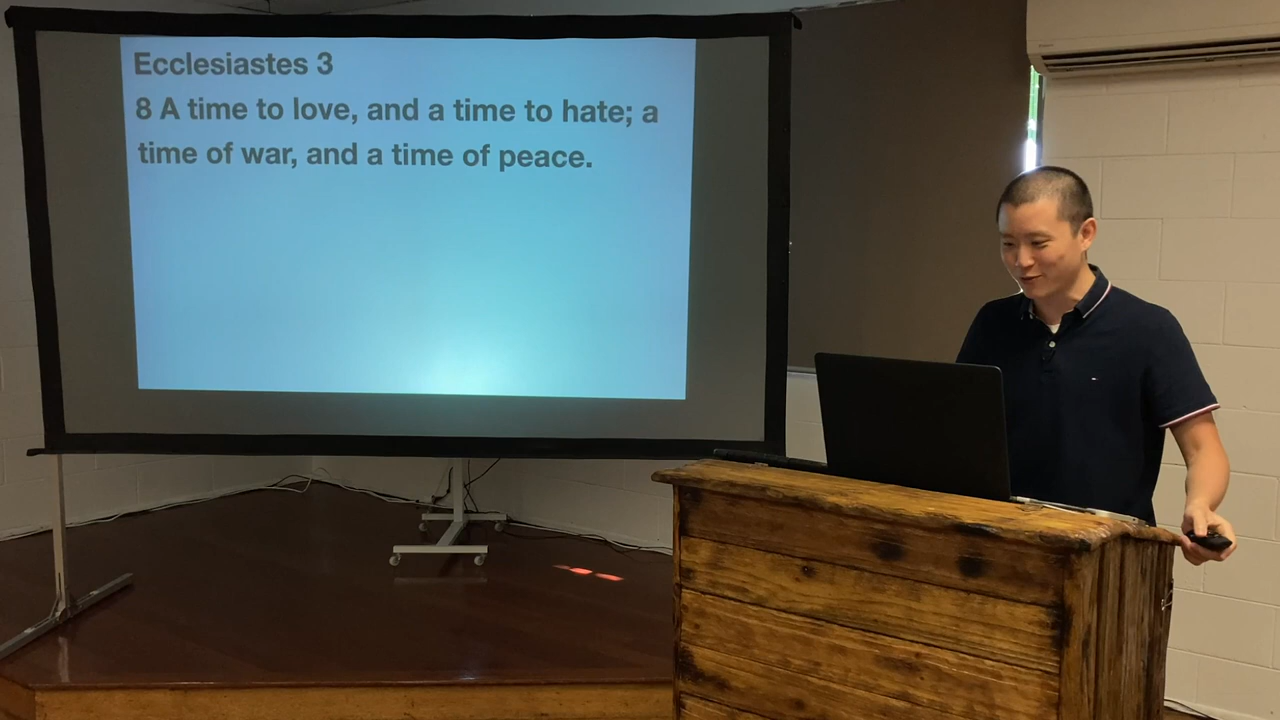 Ecclesiastes 3
8 A time to love, and a time to hate; a
time of war, and a time of peace.